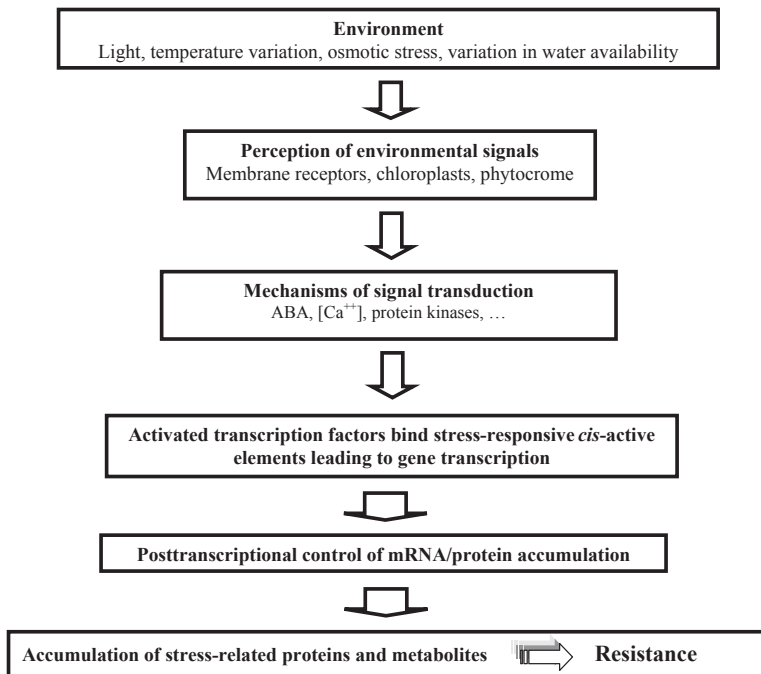 Environment
Light, temperature variation, osmotic stress, variation in water availability
Perception of environmental signals
Membrane receptors, chloroplasts, phytocrome
Mechanisms of signal transduction
ABA, [Ca⁺⁺], protein kinases, …
Activated transcription factors bind stress-responsive cis-active
elements leading to gene transcription
Posttranscriptional control of mRNA/protein accumulation
Accumulation of stress-related proteins and metabolites Resistance